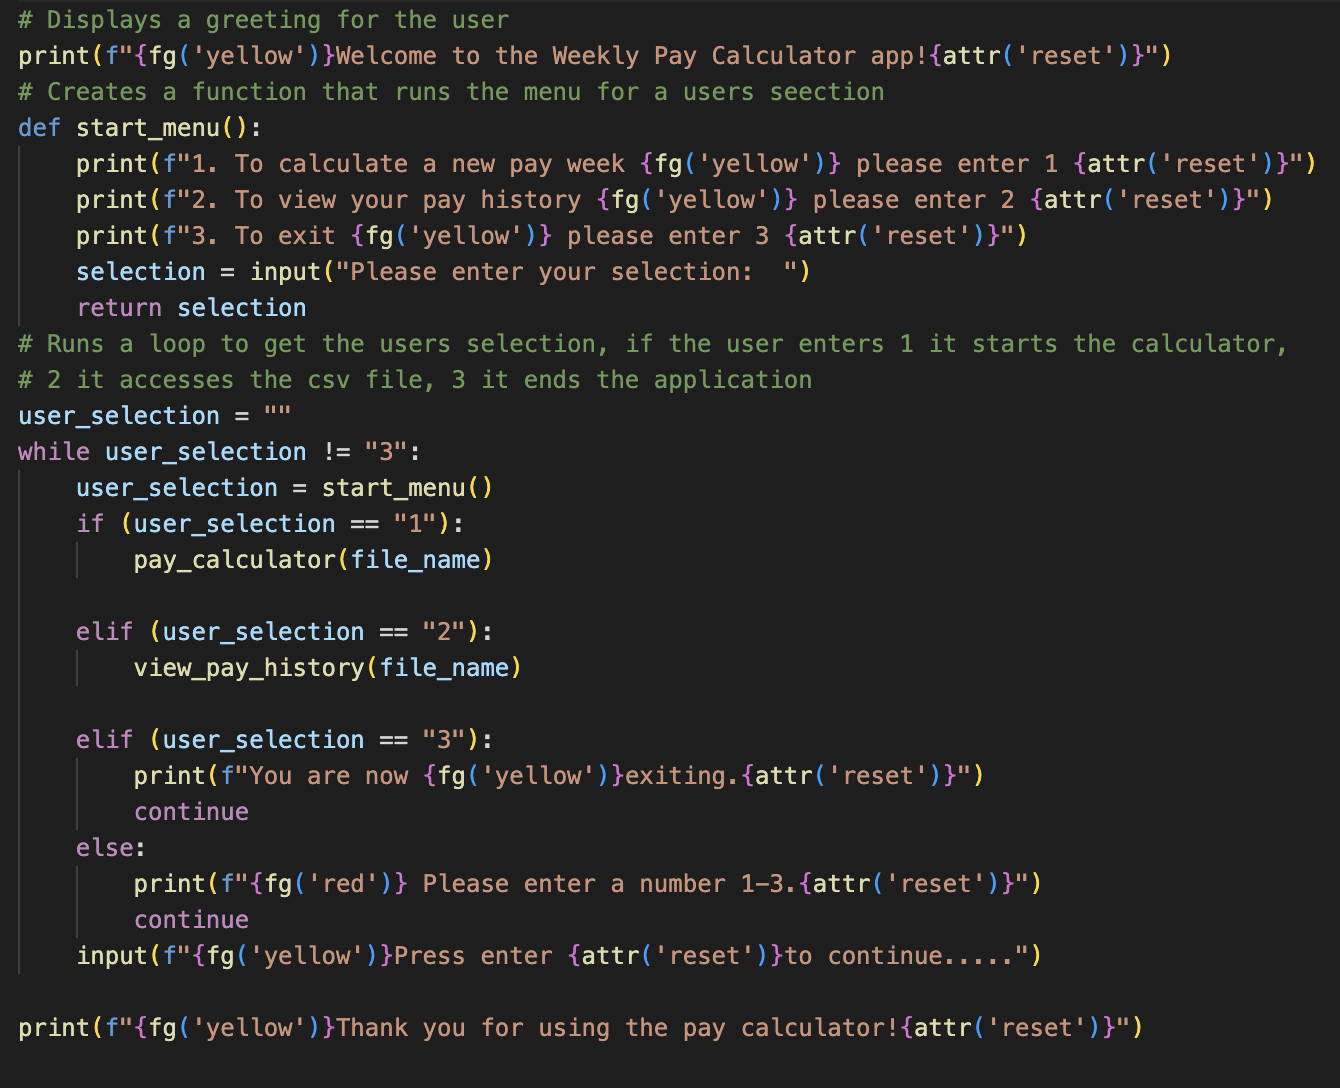 # Displays a greeting for the user
print(f"{fg('yellow')}Welcome to the Weekly Pay Calculator app!{attr('reset')}")
# Creates a function that runs the menu for a users seection
def start_menu():
    print(f"1. To calculate a new pay week {fg('yellow')} please enter 1 {attr('reset')}")
    print(f"2. To view your pay history {fg('yellow')} please enter 2 {attr('reset')}")
    print(f"3. To exit {fg('yellow')} please enter 3 {attr('reset')}")
    selection = input("Please enter your selection:  ")
    return selection
# Runs a loop to get the users selection, if the user enters 1 it starts the calculator,
# 2 it accesses the csv file, 3 it ends the application
user_selection = ""
while user_selection != "3":
    user_selection = start_menu()
    if (user_selection == "1"):
        pay_calculator(file_name)

    elif (user_selection == "2"):
        view_pay_history(file_name)

    elif (user_selection == "3"):
        print(f"You are now {fg('yellow')}exiting.{attr('reset')}")
        continue
    else:
        print(f"{fg('red')} Please enter a number 1-3.{attr('reset')}")
        continue
    input(f"{fg('yellow')}Press enter {attr('reset')}to continue.....")

print(f"{fg('yellow')}Thank you for using the pay calculator!{attr('reset')}")